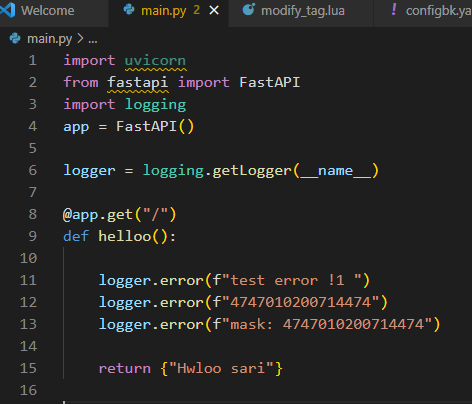 Welcome main.py 2 modify_tag.lua ! configbk.ya
main.py > ...
1 import uvicorn
2 from fastapi import FastAPI
3 import logging
4 app = FastAPI()
5
6 logger = logging.getLogger(__name__)
7
8 @app.get("/")
9 def helloo():
10
11 logger.error(f"test error !1 ")
12 logger.error(f"4747010200714474")
13 logger.error(f"mask: 4747010200714474")
14
15 return {"Hwloo sari"}
16